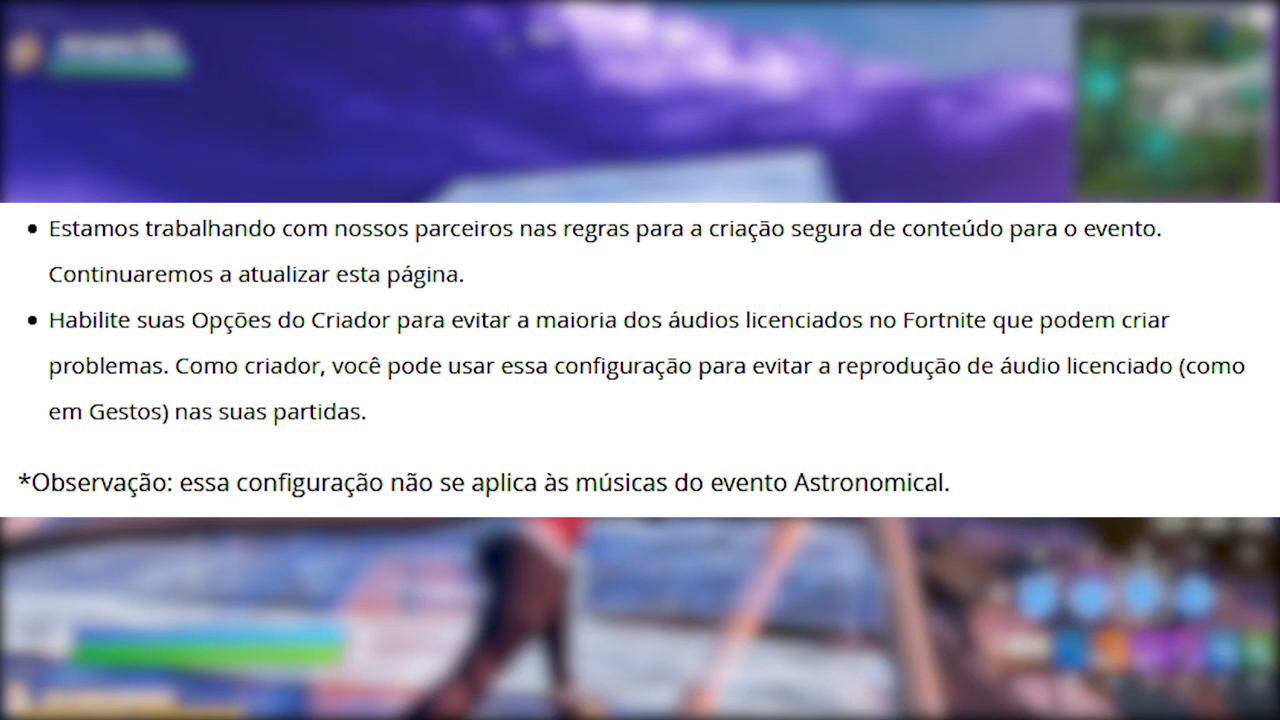 • Estamos trabalhando com nossos parceiros nas regras para a criação segura de conteúdo para o evento.
Continuaremos a atualizar esta página.
• Habilite suas Opções do Criador para evitar a maioria dos áudios licenciados no Fortnite que podem criar
problemas. Como criador, você pode usar essa configuração para evitar a reprodução de áudio licenciado (como
em Gestos) nas suas partidas.
*Observação: essa configuração não se aplica às músicas do evento Astronomical.